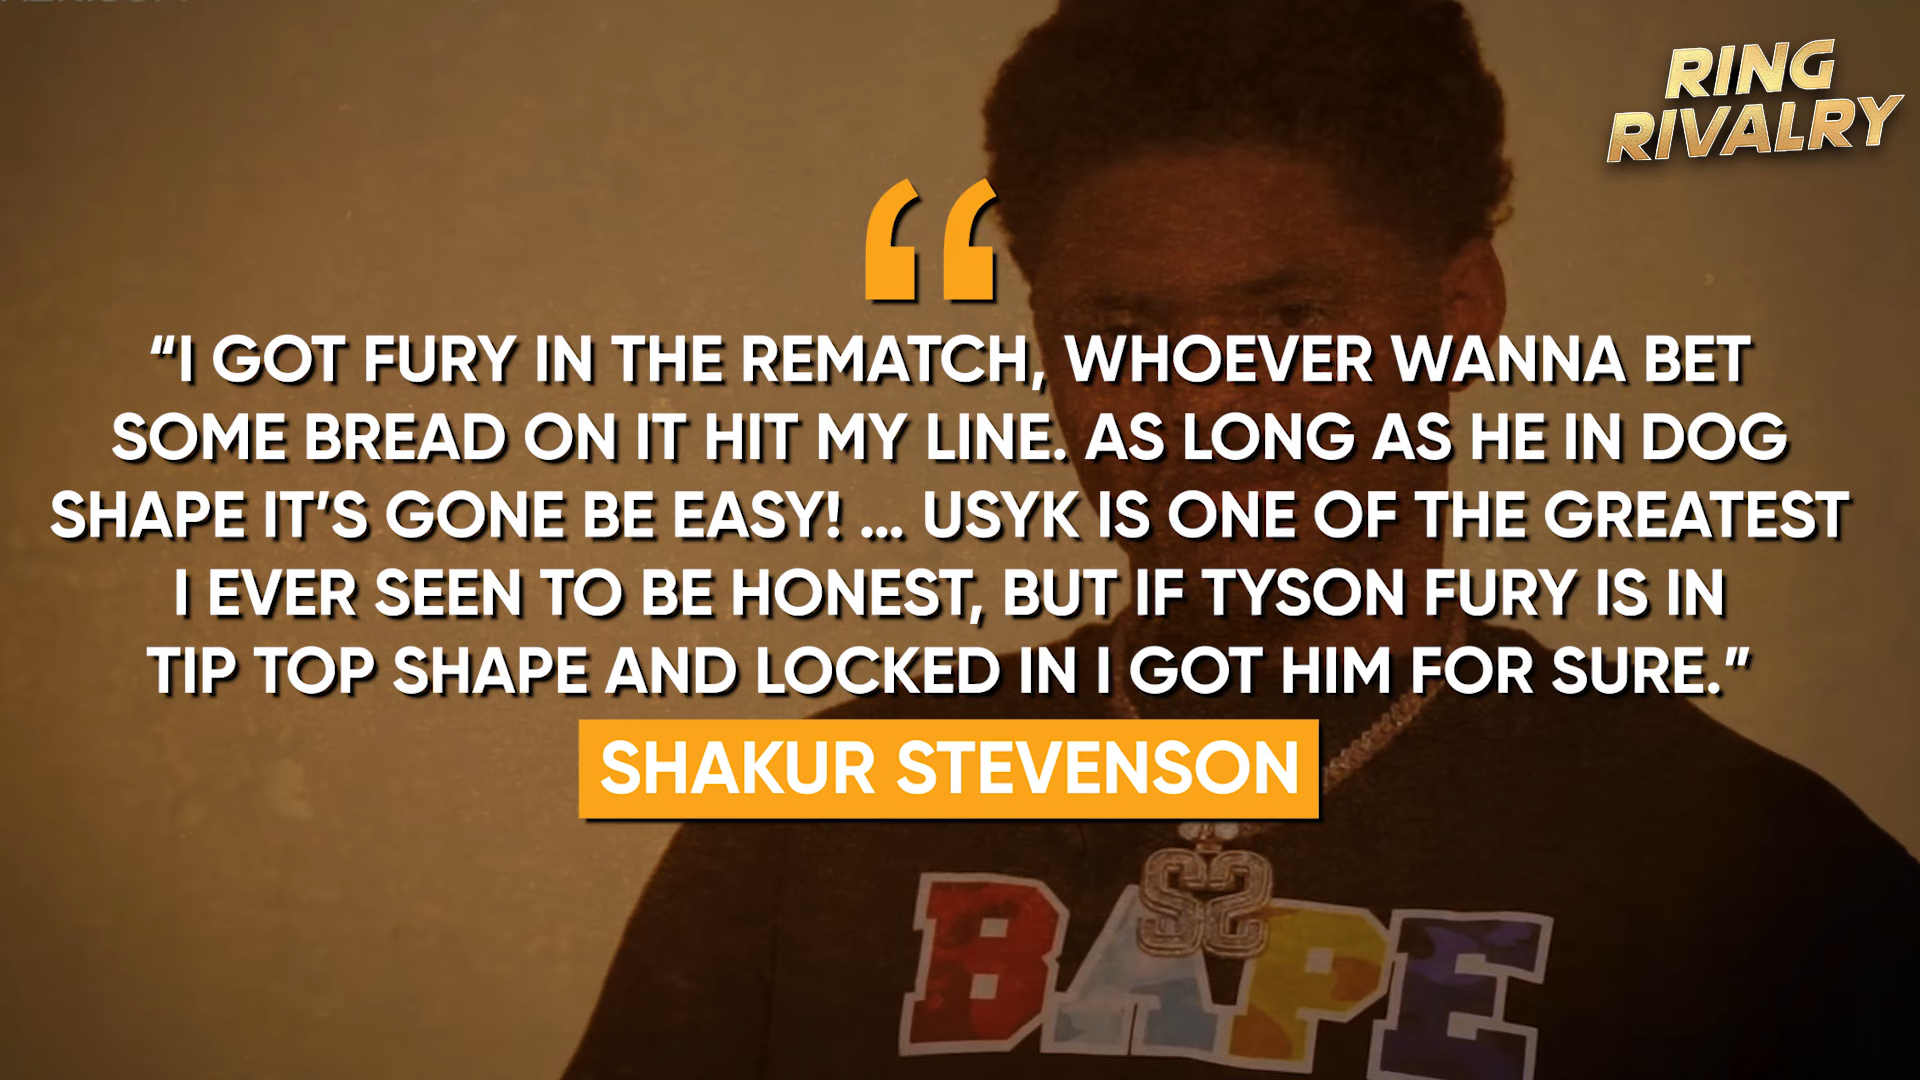 RING
RIVALRY
“
“I GOT FURY IN THE REMATCH, WHOEVER WANNA BET
SOME BREAD ON IT HIT MY LINE. AS LONG AS HE IN DOG
SHAPE IT’S GONE BE EASY! ... USYK IS ONE OF THE GREATEST
I EVER SEEN TO BE HONEST, BUT IF TYSON FURY IS IN
TIP TOP SHAPE AND LOCKED IN I GOT HIM FOR SURE.”
SHAKUR STEVENSON
SS
BAPE